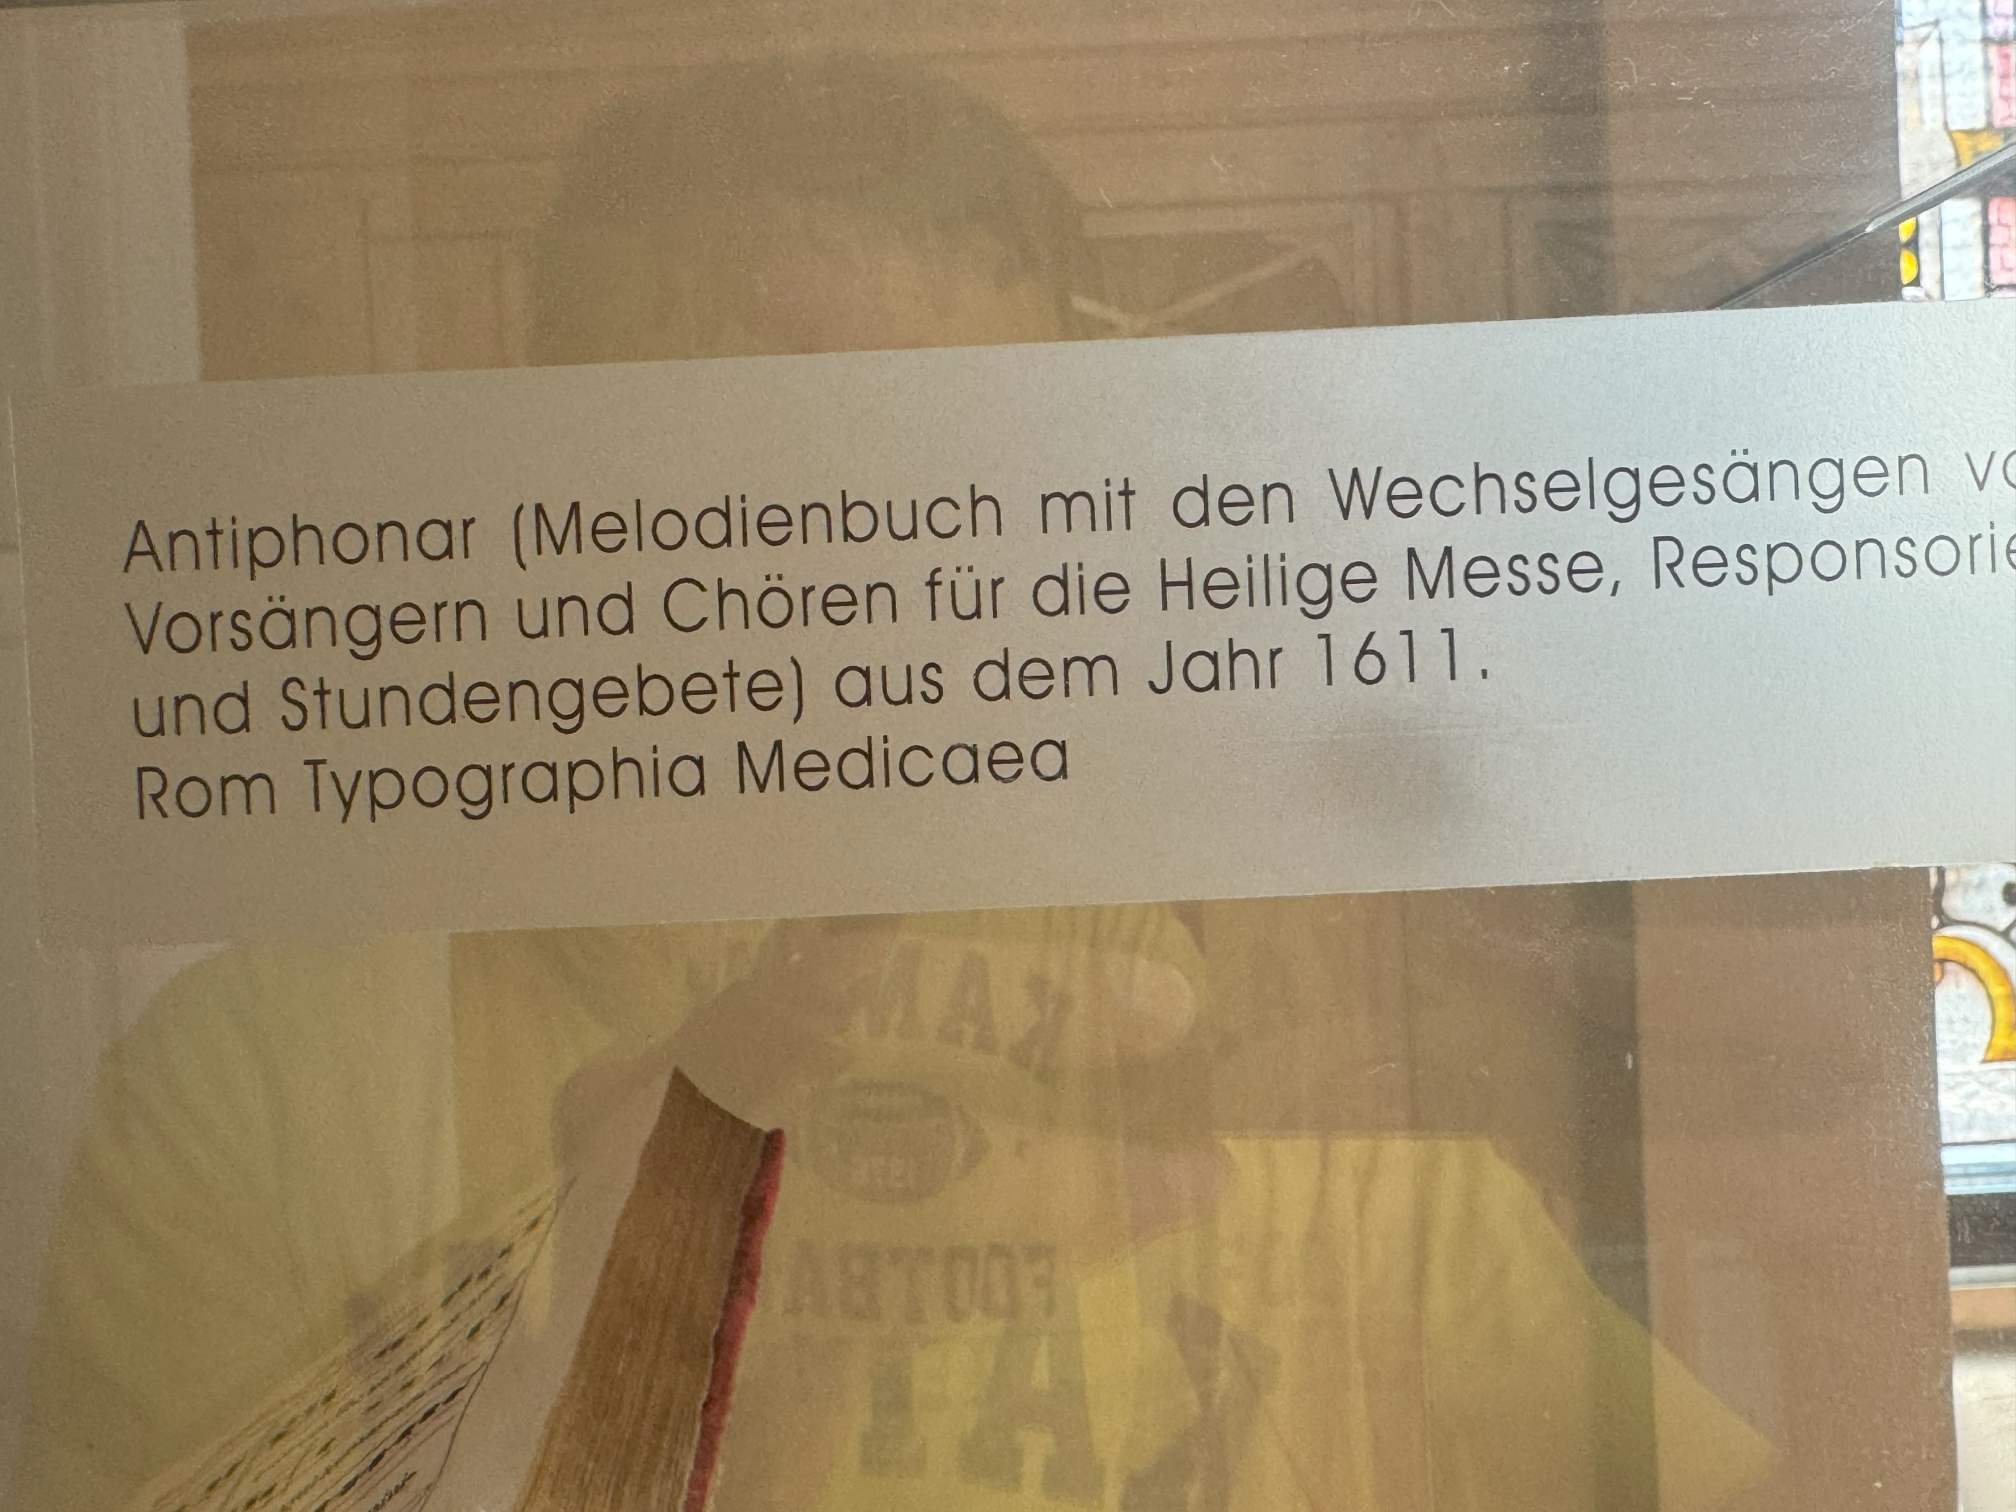 Antiphonar (Melodienbuch mit den Wechselgesängen
Vorsängern und Chören für die Heilige Messe,
und Stundengebete) aus dem Jahr 1611.
Rom Typographia Medicaea